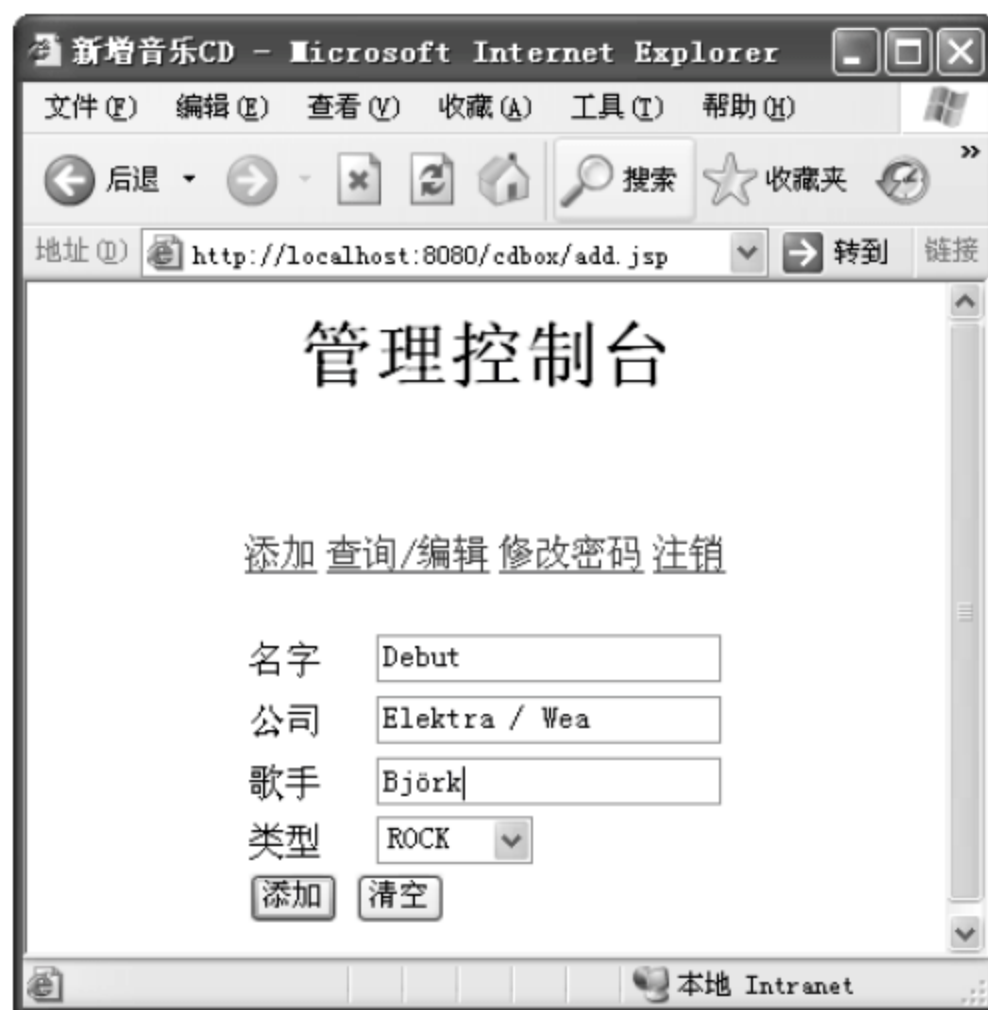 新增音乐CD - Microsoft Internet Explorer
文件(F) 编辑(E) 查看(V) 收藏(A) 工具(T) 帮助(H)
后退 搜索 收藏夹 »
地址(D) http://localhost:8080/cdbox/add.jsp 转到 链接
管理控制台
添加 查询/编辑 修改密码 注销
名字 Debut
公司 Elektra / Wea
歌手 Björk
类型 ROCK
添加 清空
本地 Intranet